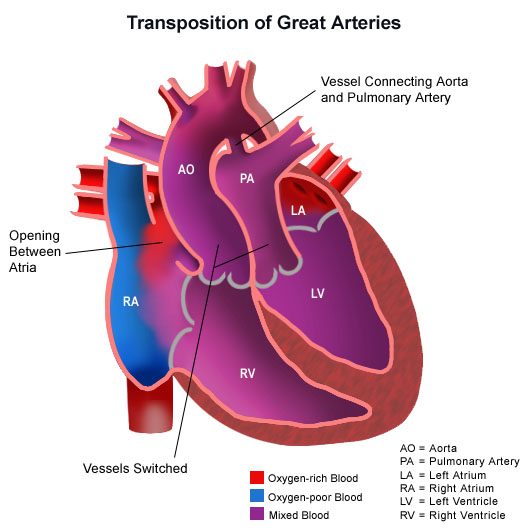 Transposition of Great Arteries
Vessel Connecting Aorta
and Pulmonary Artery
AO
PA
LA
Opening
Between
Atria
RA
LV
RV
Vessels Switched
Oxygen-rich Blood
Oxygen-poor Blood
Mixed Blood
AO = Aorta
PA = Pulmonary Artery
LA = Left Atrium
RA = Right Atrium
LV = Left Ventricle
RV = Right Ventricle